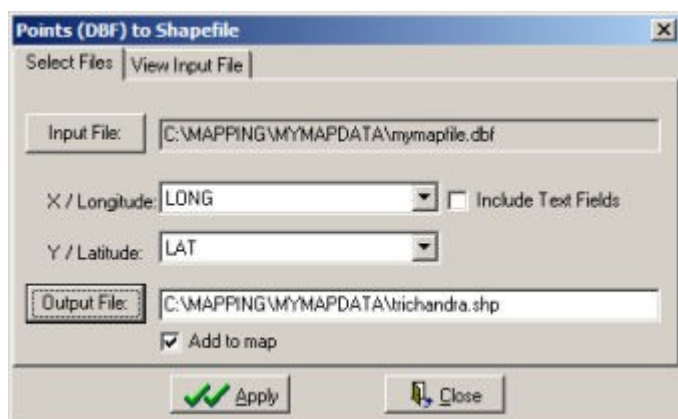 Points (DBF) to Shapefile
Select Files View Input File
Input File: C:\MAPPING\MYMAPDATA\mymapfile.dbf
X / Longitude: LONG Include Text Fields
Y / Latitude: LAT
Output File: C:\MAPPING\MYMAPDATA\trichandra.shp
Add to map
Apply Close